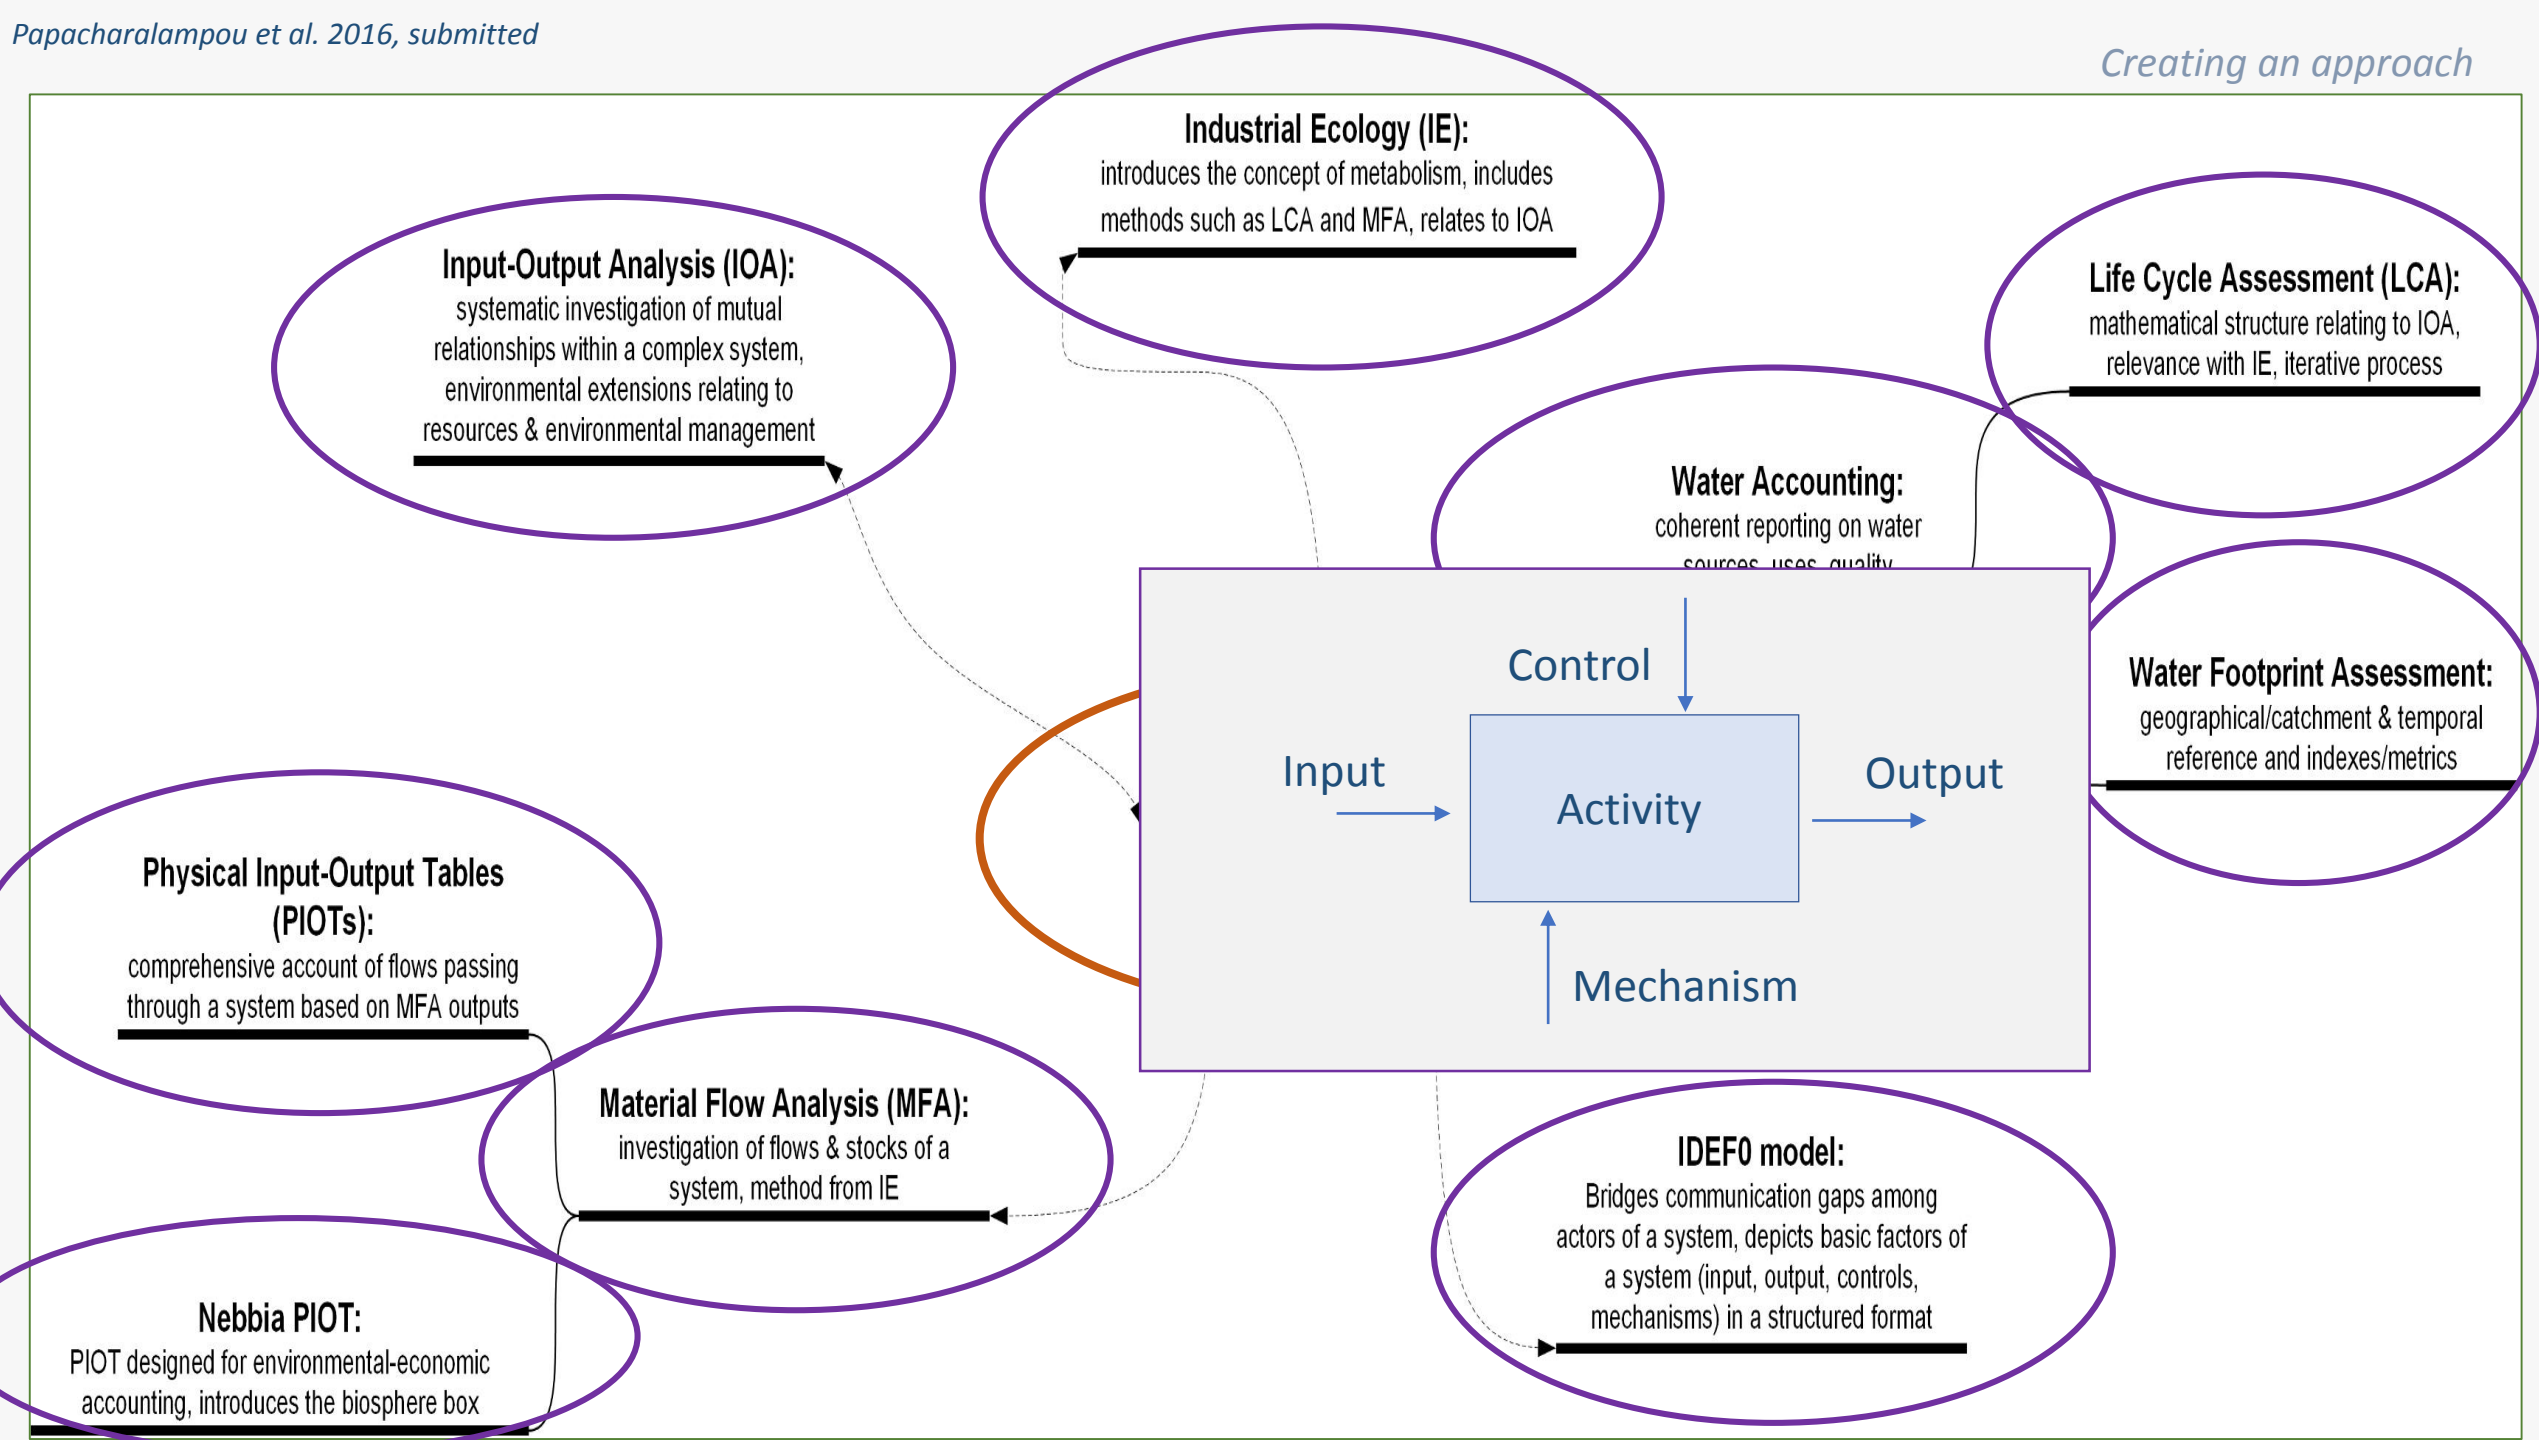 Papacharalampou et al. 2016, submitted
Creating an approach
Industrial Ecology (IE):
introduces the concept of metabolism, includes
methods such as LCA and MFA, relates to IOA
Input-Output Analysis (IOA):
systematic investigation of mutual
relationships within a complex system,
environmental extensions relating to
resources & environmental management
Life Cycle Assessment (LCA):
mathematical structure relating to IOA,
relevance with IE, iterative process
Water Accounting:
coherent reporting on water
sources, uses, quality
Water Footprint Assessment:
geographical/catchment & temporal
reference and indexes/metrics
Control
Input
Activity
Output
Mechanism
Physical Input-Output Tables
(PIOTs):
comprehensive account of flows passing
through a system based on MFA outputs
Material Flow Analysis (MFA):
investigation of flows & stocks of a
system, method from IE
Nebbia PIOT:
PIOT designed for environmental-economic
accounting, introduces the biosphere box
IDEF0 model:
Bridges communication gaps among
actors of a system, depicts basic factors of
a system (input, output, controls,
mechanisms) in a structured format